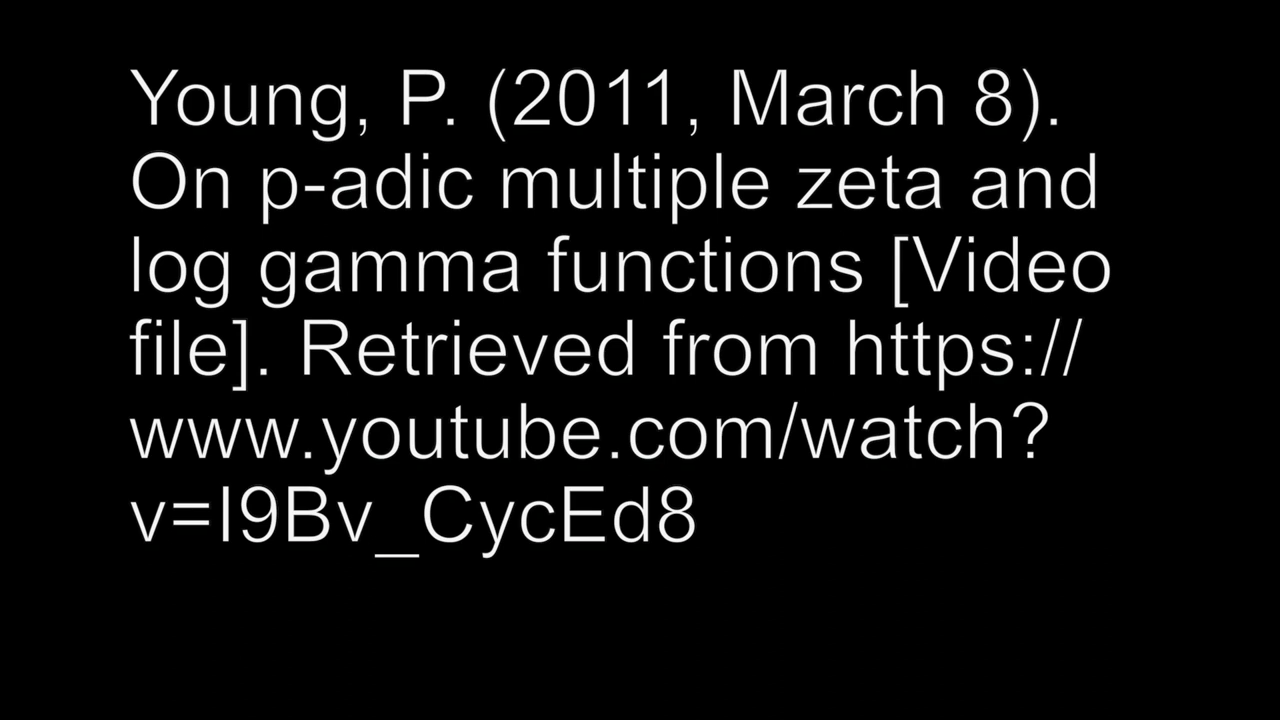 Young, P. (2011, March 8).
On p-adic multiple zeta and
log gamma functions [Video
file]. Retrieved from https://
www.youtube.com/watch?
v=I9Bv_CycEd8